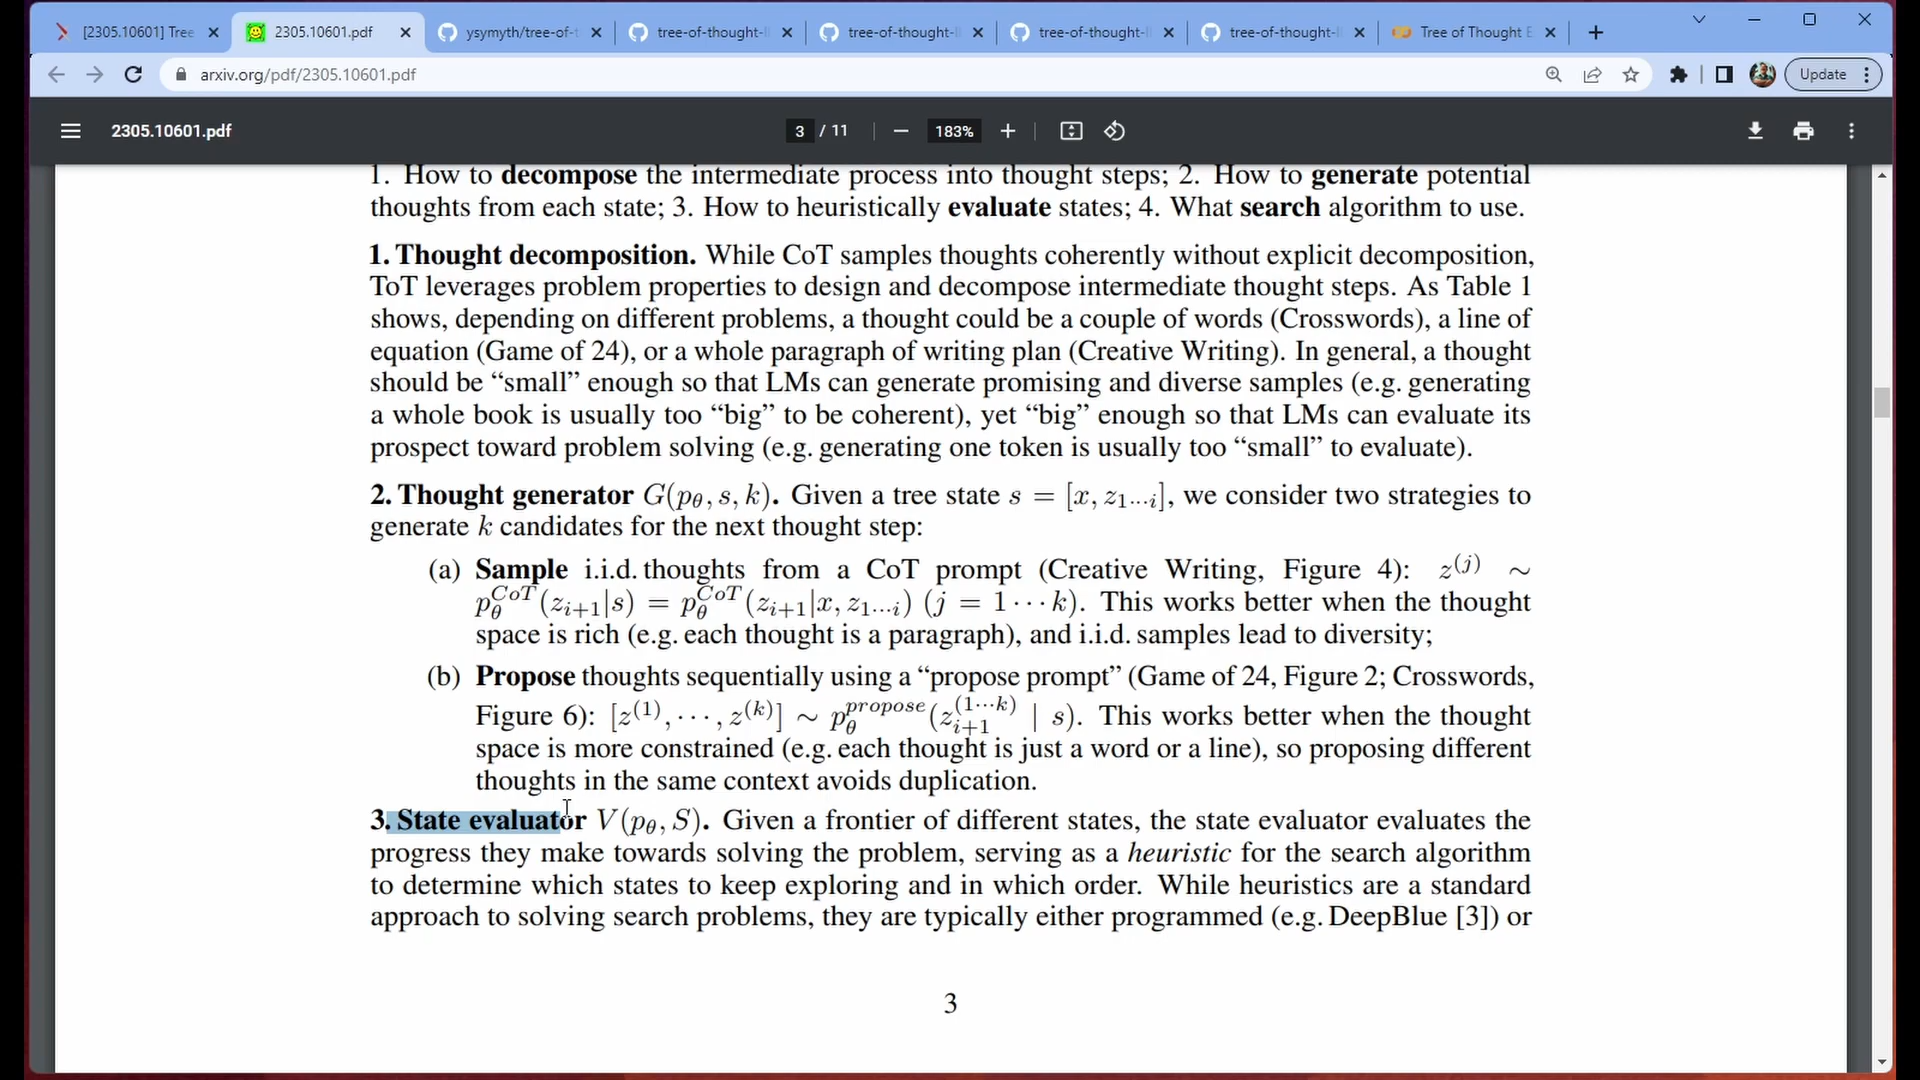 [2305.10601] Tree
2305.10601.pdf
ysymyth/tree-of-t
tree-of-thought-l
tree-of-thought-ll
tree-of-thought-l
tree-of-thought-l
Tree of Thought E
arxiv.org/pdf/2305.10601.pdf
Update
2305.10601.pdf
3 / 11
183%
1. How to decompose the intermediate process into thought steps; 2. How to generate potential
thoughts from each state; 3. How to heuristically evaluate states; 4. What search algorithm to use.
1. Thought decomposition. While CoT samples thoughts coherently without explicit decomposition,
ToT leverages problem properties to design and decompose intermediate thought steps. As Table 1
shows, depending on different problems, a thought could be a couple of words (Crosswords), a line of
equation (Game of 24), or a whole paragraph of writing plan (Creative Writing). In general, a thought
should be “small” enough so that LMs can generate promising and diverse samples (e.g. generating
a whole book is usually too “big” to be coherent), yet “big” enough so that LMs can evaluate its
prospect toward problem solving (e.g. generating one token is usually too “small” to evaluate).
2. Thought generator G(pθ, s, k). Given a tree state s = [x, z1···i], we consider two strategies to
generate k candidates for the next thought step:
(a) Sample i.i.d. thoughts from a CoT prompt (Creative Writing, Figure 4): z(j) ∼
pθCoT(zi+1|s) = pθCoT(zi+1|x, z1···i) (j = 1 · · · k). This works better when the thought
space is rich (e.g. each thought is a paragraph), and i.i.d. samples lead to diversity;
(b) Propose thoughts sequentially using a “propose prompt” (Game of 24, Figure 2; Crosswords,
Figure 6): [z(1), · · · , z(k)] ∼ pθpropose(zi+1(1···k) | s). This works better when the thought
space is more constrained (e.g. each thought is just a word or a line), so proposing different
thoughts in the same context avoids duplication.
3. State evaluator V(pθ, S). Given a frontier of different states, the state evaluator evaluates the
progress they make towards solving the problem, serving as a heuristic for the search algorithm
to determine which states to keep exploring and in which order. While heuristics are a standard
approach to solving search problems, they are typically either programmed (e.g. DeepBlue [3]) or
3